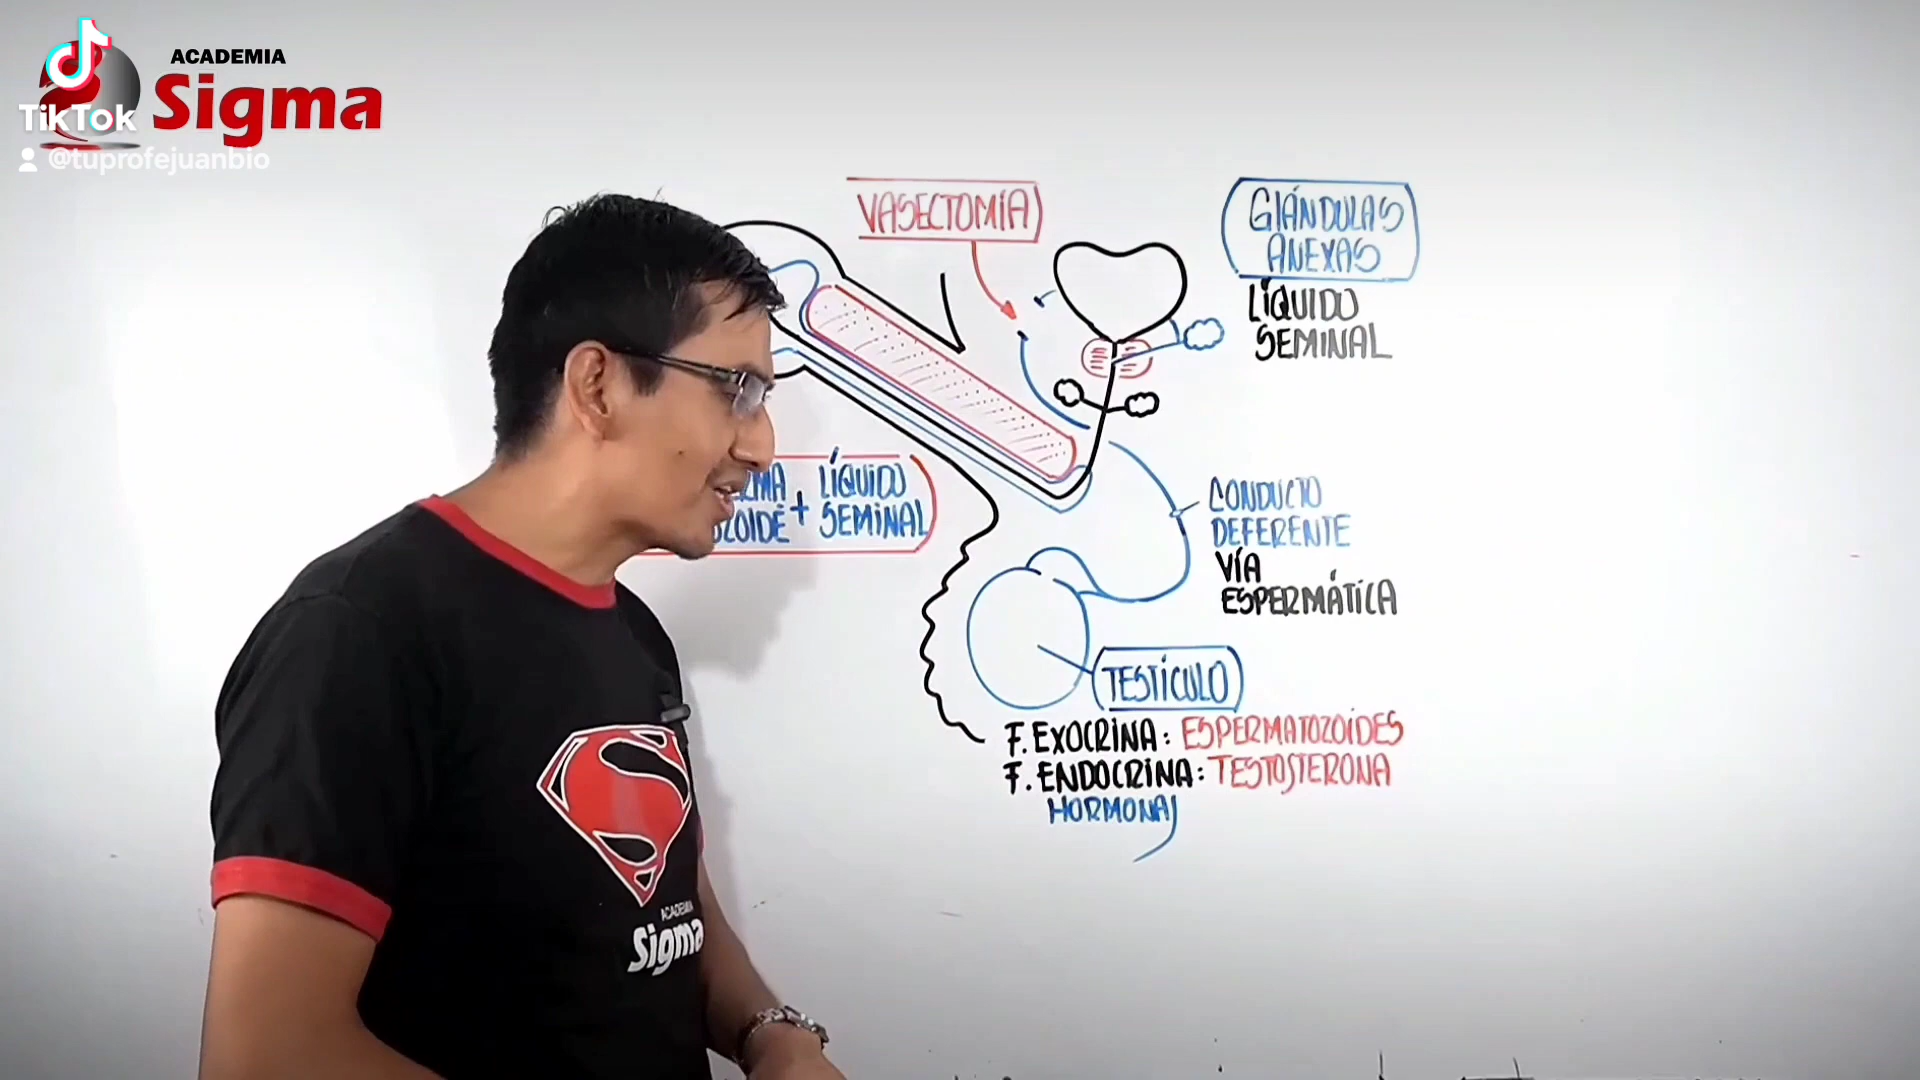 ACADEMIA
Sigma
TikTok
@tuprofejuanbio
VASECTOMÍA
GLÁNDULAS
ANEXAS
LÍQUIDO
SEMINAL
+ LÍQUIDO
SEMINAL
CONDUCTO
DEFERENTE
VÍA
ESPERMÁTICA
TESTÍCULO
F. EXOCRINA: ESPERMATOZOIDES
F. ENDOCRINA: TESTOSTERONA
HORMONAS
ACADEMIA
Sigma